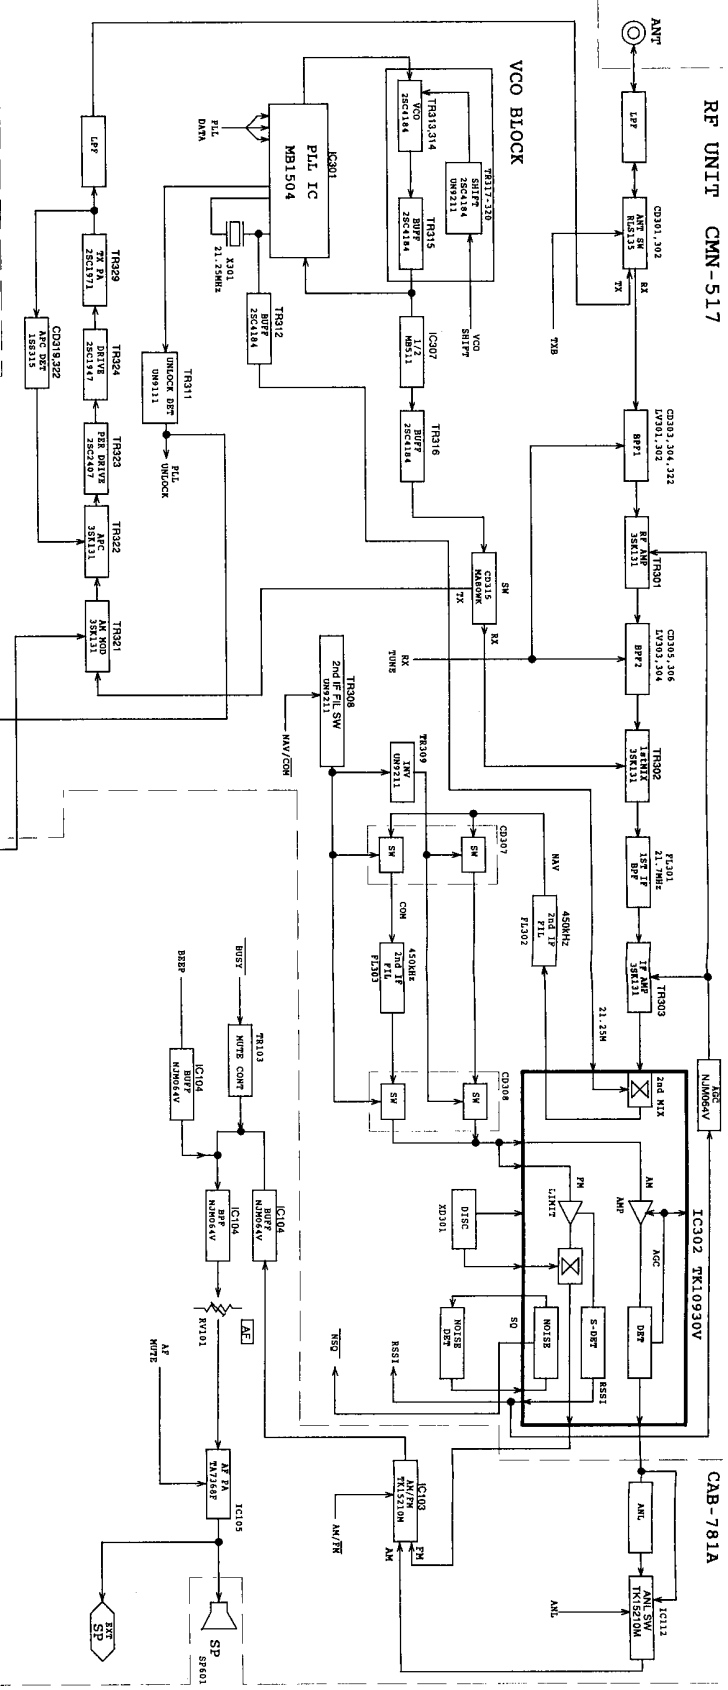 RF UNIT CMN-517
CAB-781A
ANT
LPF
CD301,302
ANT SW
RLS135
RX
TX
TXB
CD303,304,322
LV301,302
BPF1
TR301
RF AMP
3SK131
CD305,306
LV303,304
BPF2
TR302
1stMIX
3SK131
FL301
21.7MHz
1ST IF
BPF
TR303
IF AMP
3SK131
AGC
NJM064V
IC302 TK10930V
2nd MIX
AM
AMP
AGC
DET
FM
LIMIT
S-DET
RSSI
NOISE
SQ
NOISE
DET
DISC
XD301
RSSI
NSQ
ANL
IC112
ANL SW
TK15210M
ANL
VCO BLOCK
TR317-320
SHIFT
2SC4184
UN9211
TR313,314
VCO
2SC4184
TR315
BUFF
2SC4184
VCO
SHIFT
IC307
1/2
MB511
TR316
BUFF
2SC4184
SW
CD315
MA80WK
TX
RX
RX
TUNE
IC301
PLL IC
MB1504
PLL
DATA
X301
21.25MHz
TR312
BUFF
2SC4184
TR311
UNLOCK DET
UN9111
PLL
UNLOCK
TR308
2nd IF FIL SW
UN9211
NAV/COM
TR309
INV
UN9211
CD307
SW
SW
NAV
COM
450kHz
2nd IF
FIL
FL302
450kHz
2nd IF
FIL
FL303
21.25M
CD308
SW
SW
LPF
TR329
TX PA
2SC1971
TR324
DRIVE
2SC1947
TR323
PER DRIVE
2SC2407
TR322
APC
3SK131
TR321
AM MOD
3SK131
CD319,322
APC DET
1SS315
BUSY
TR103
MUTE CONT
BEEP
IC104
BUFF
NJM064V
IC104
BUFF
NJM064V
IC104
BPF
NJM064V
AF
RV101
AF
MUTE
AF PA
TA7368F
IC105
IC103
AM/FM
TK15210M
FM
AM
AM/FM
SP
SP601
EXT
SP